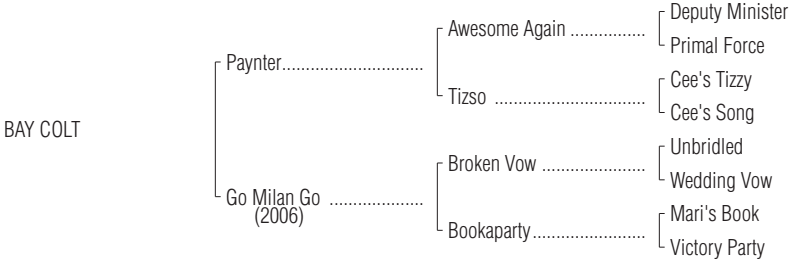 Deputy Minister
Awesome Again ................
Primal Force
Paynter..............................
Cee's Tizzy
Tizso ................................
Cee's Song
BAY COLT
Unbridled
Broken Vow ......................
Wedding Vow
Go Milan Go ....................
(2006)
Mari's Book
Bookaparty........................
Victory Party